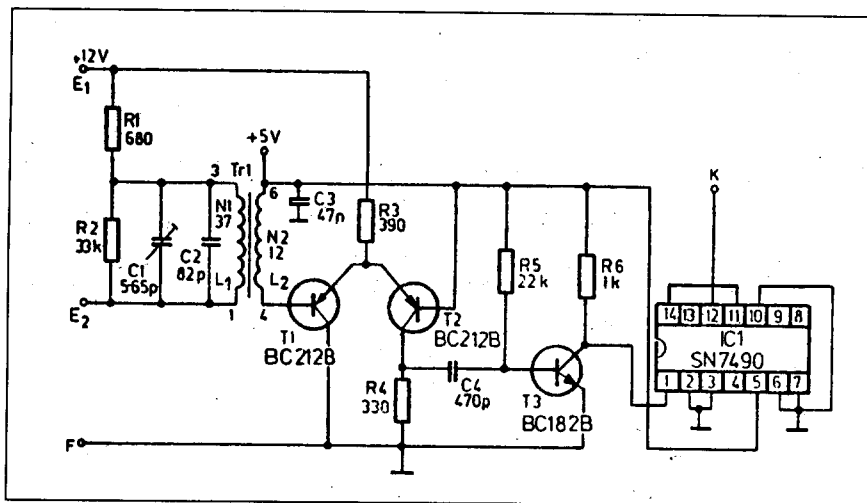 +12V
E1
R1
680
+5V
3
Tr1
6
K
N1
37
C3
47n
R3
390
R2
33k
N2
12
C1
5-65p
C2
82p
L1
L2
R5
22k
R6
1k
14 13 12 11 10 9 8
E2
1
4
T1
BC212B
T2
BC212B
IC1
SN7490
1 2 3 4 5 6 7
C4
470p
T3
BC182B
R4
330
F